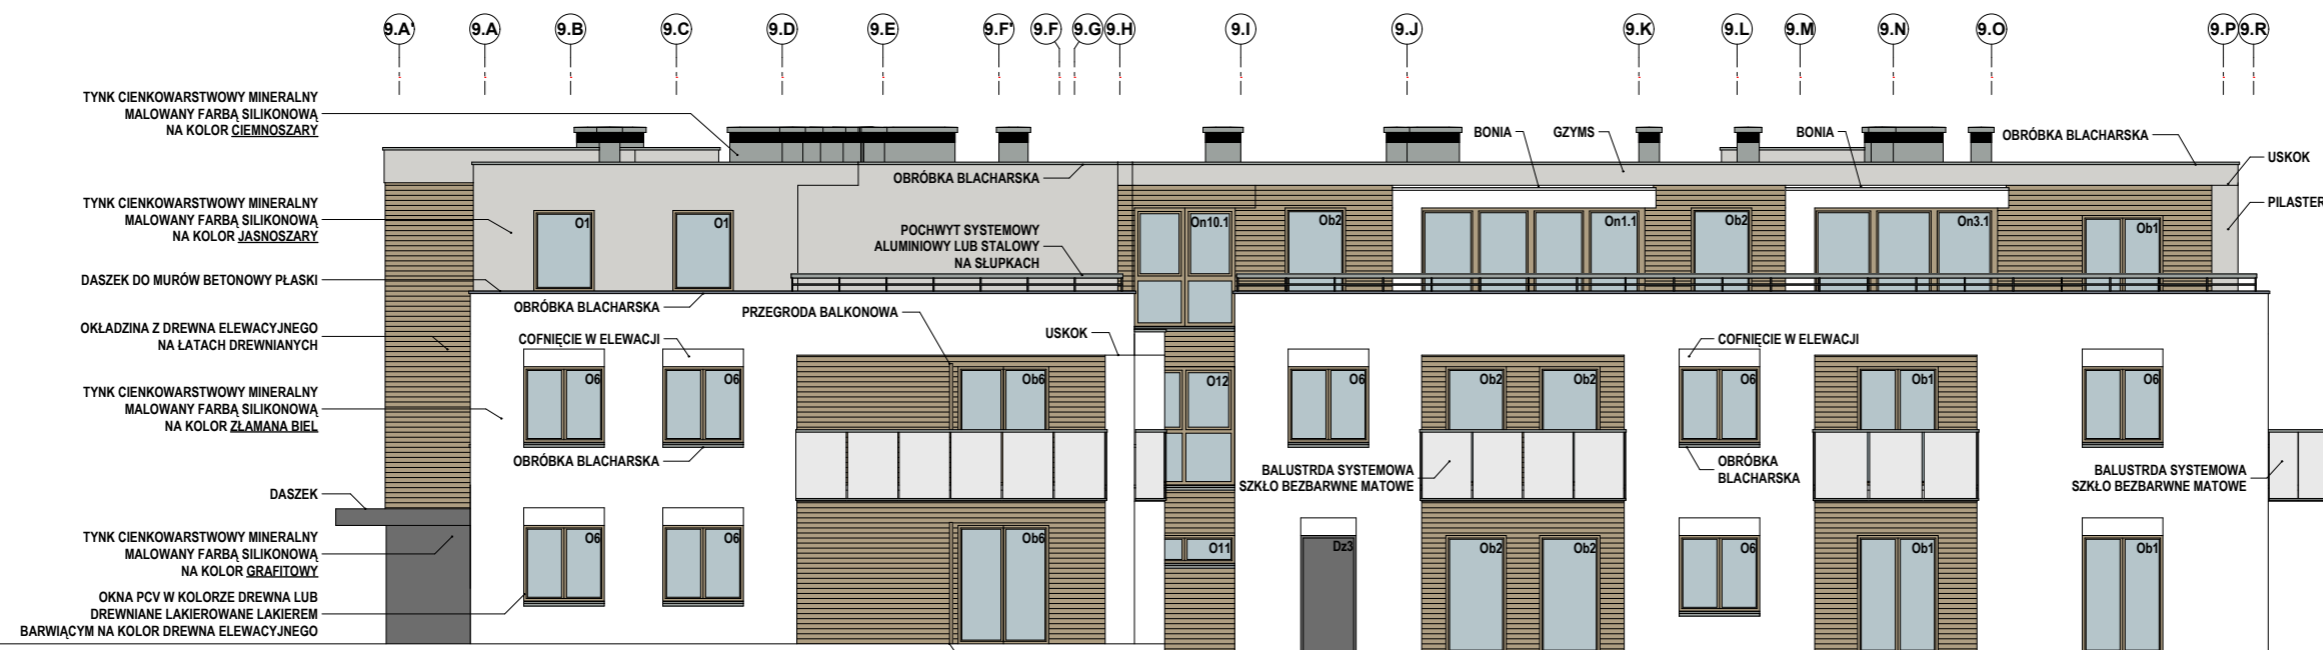 9.A' 9.A 9.B 9.C 9.D 9.E 9.F' 9.F 9.G 9.H 9.I 9.J 9.K 9.L 9.M 9.N 9.O 9.P 9.R
TYNK CIENKOWARSTWOWY MINERALNY
MALOWANY FARBĄ SILIKONOWĄ
NA KOLOR CIEMNOSZARY
BONIA
GZYMS
BONIA
OBRÓBKA BLACHARSKA
USKOK
OBRÓBKA BLACHARSKA
PILASTER
TYNK CIENKOWARSTWOWY MINERALNY
MALOWANY FARBĄ SILIKONOWĄ
NA KOLOR JASNOSZARY
O1
O1
POCHWYT SYSTEMOWY
ALUMINIOWY LUB STALOWY
NA SŁUPKACH
On10.1
Ob2
On1.1
Ob2
On3.1
Ob1
DASZEK DO MURÓW BETONOWY PŁASKI
OBRÓBKA BLACHARSKA
PRZEGRODA BALKONOWA
OKŁADZINA Z DREWNA ELEWACYJNEGO
NA ŁATACH DREWNIANYCH
COFNIĘCIE W ELEWACJI
USKOK
COFNIĘCIE W ELEWACJI
TYNK CIENKOWARSTWOWY MINERALNY
MALOWANY FARBĄ SILIKONOWĄ
NA KOLOR ZŁAMANA BIEL
O6
O6
Ob6
O12
O6
Ob2
Ob2
O6
Ob1
O6
OBRÓBKA BLACHARSKA
BALUSTRDA SYSTEMOWA
SZKŁO BEZBARWNE MATOWE
OBRÓBKA
BLACHARSKA
BALUSTRDA SYSTEMOWA
SZKŁO BEZBARWNE MATOWE
DASZEK
TYNK CIENKOWARSTWOWY MINERALNY
MALOWANY FARBĄ SILIKONOWĄ
NA KOLOR GRAFITOWY
O6
O6
Ob6
O11
Dz3
Ob2
Ob2
O6
Ob1
Ob1
OKNA PCV W KOLORZE DREWNA LUB
DREWNIANE LAKIEROWANE LAKIEREM
BARWIĄCYM NA KOLOR DREWNA ELEWACYJNEGO